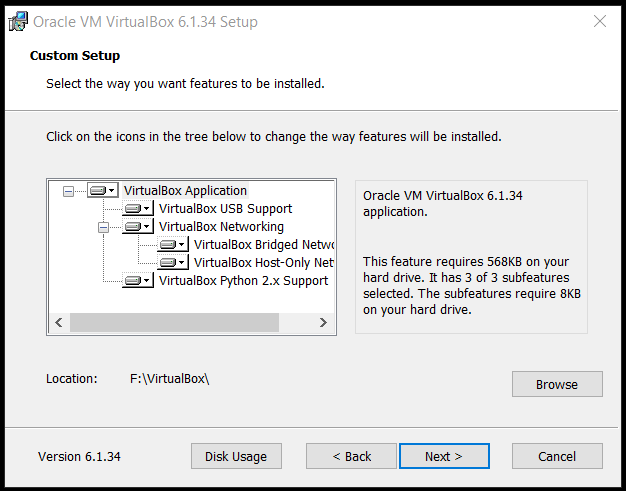 Oracle VM VirtualBox 6.1.34 Setup
Custom Setup
Select the way you want features to be installed.
Click on the icons in the tree below to change the way features will be installed.
VirtualBox Application
VirtualBox USB Support
VirtualBox Networking
VirtualBox Bridged Netwo
VirtualBox Host-Only Net
VirtualBox Python 2.x Support
Oracle VM VirtualBox 6.1.34
application.
This feature requires 568KB on your
hard drive. It has 3 of 3 subfeatures
selected. The subfeatures require 8KB
on your hard drive.
Location: F:\VirtualBox\
Browse
Version 6.1.34
Disk Usage
< Back
Next >
Cancel